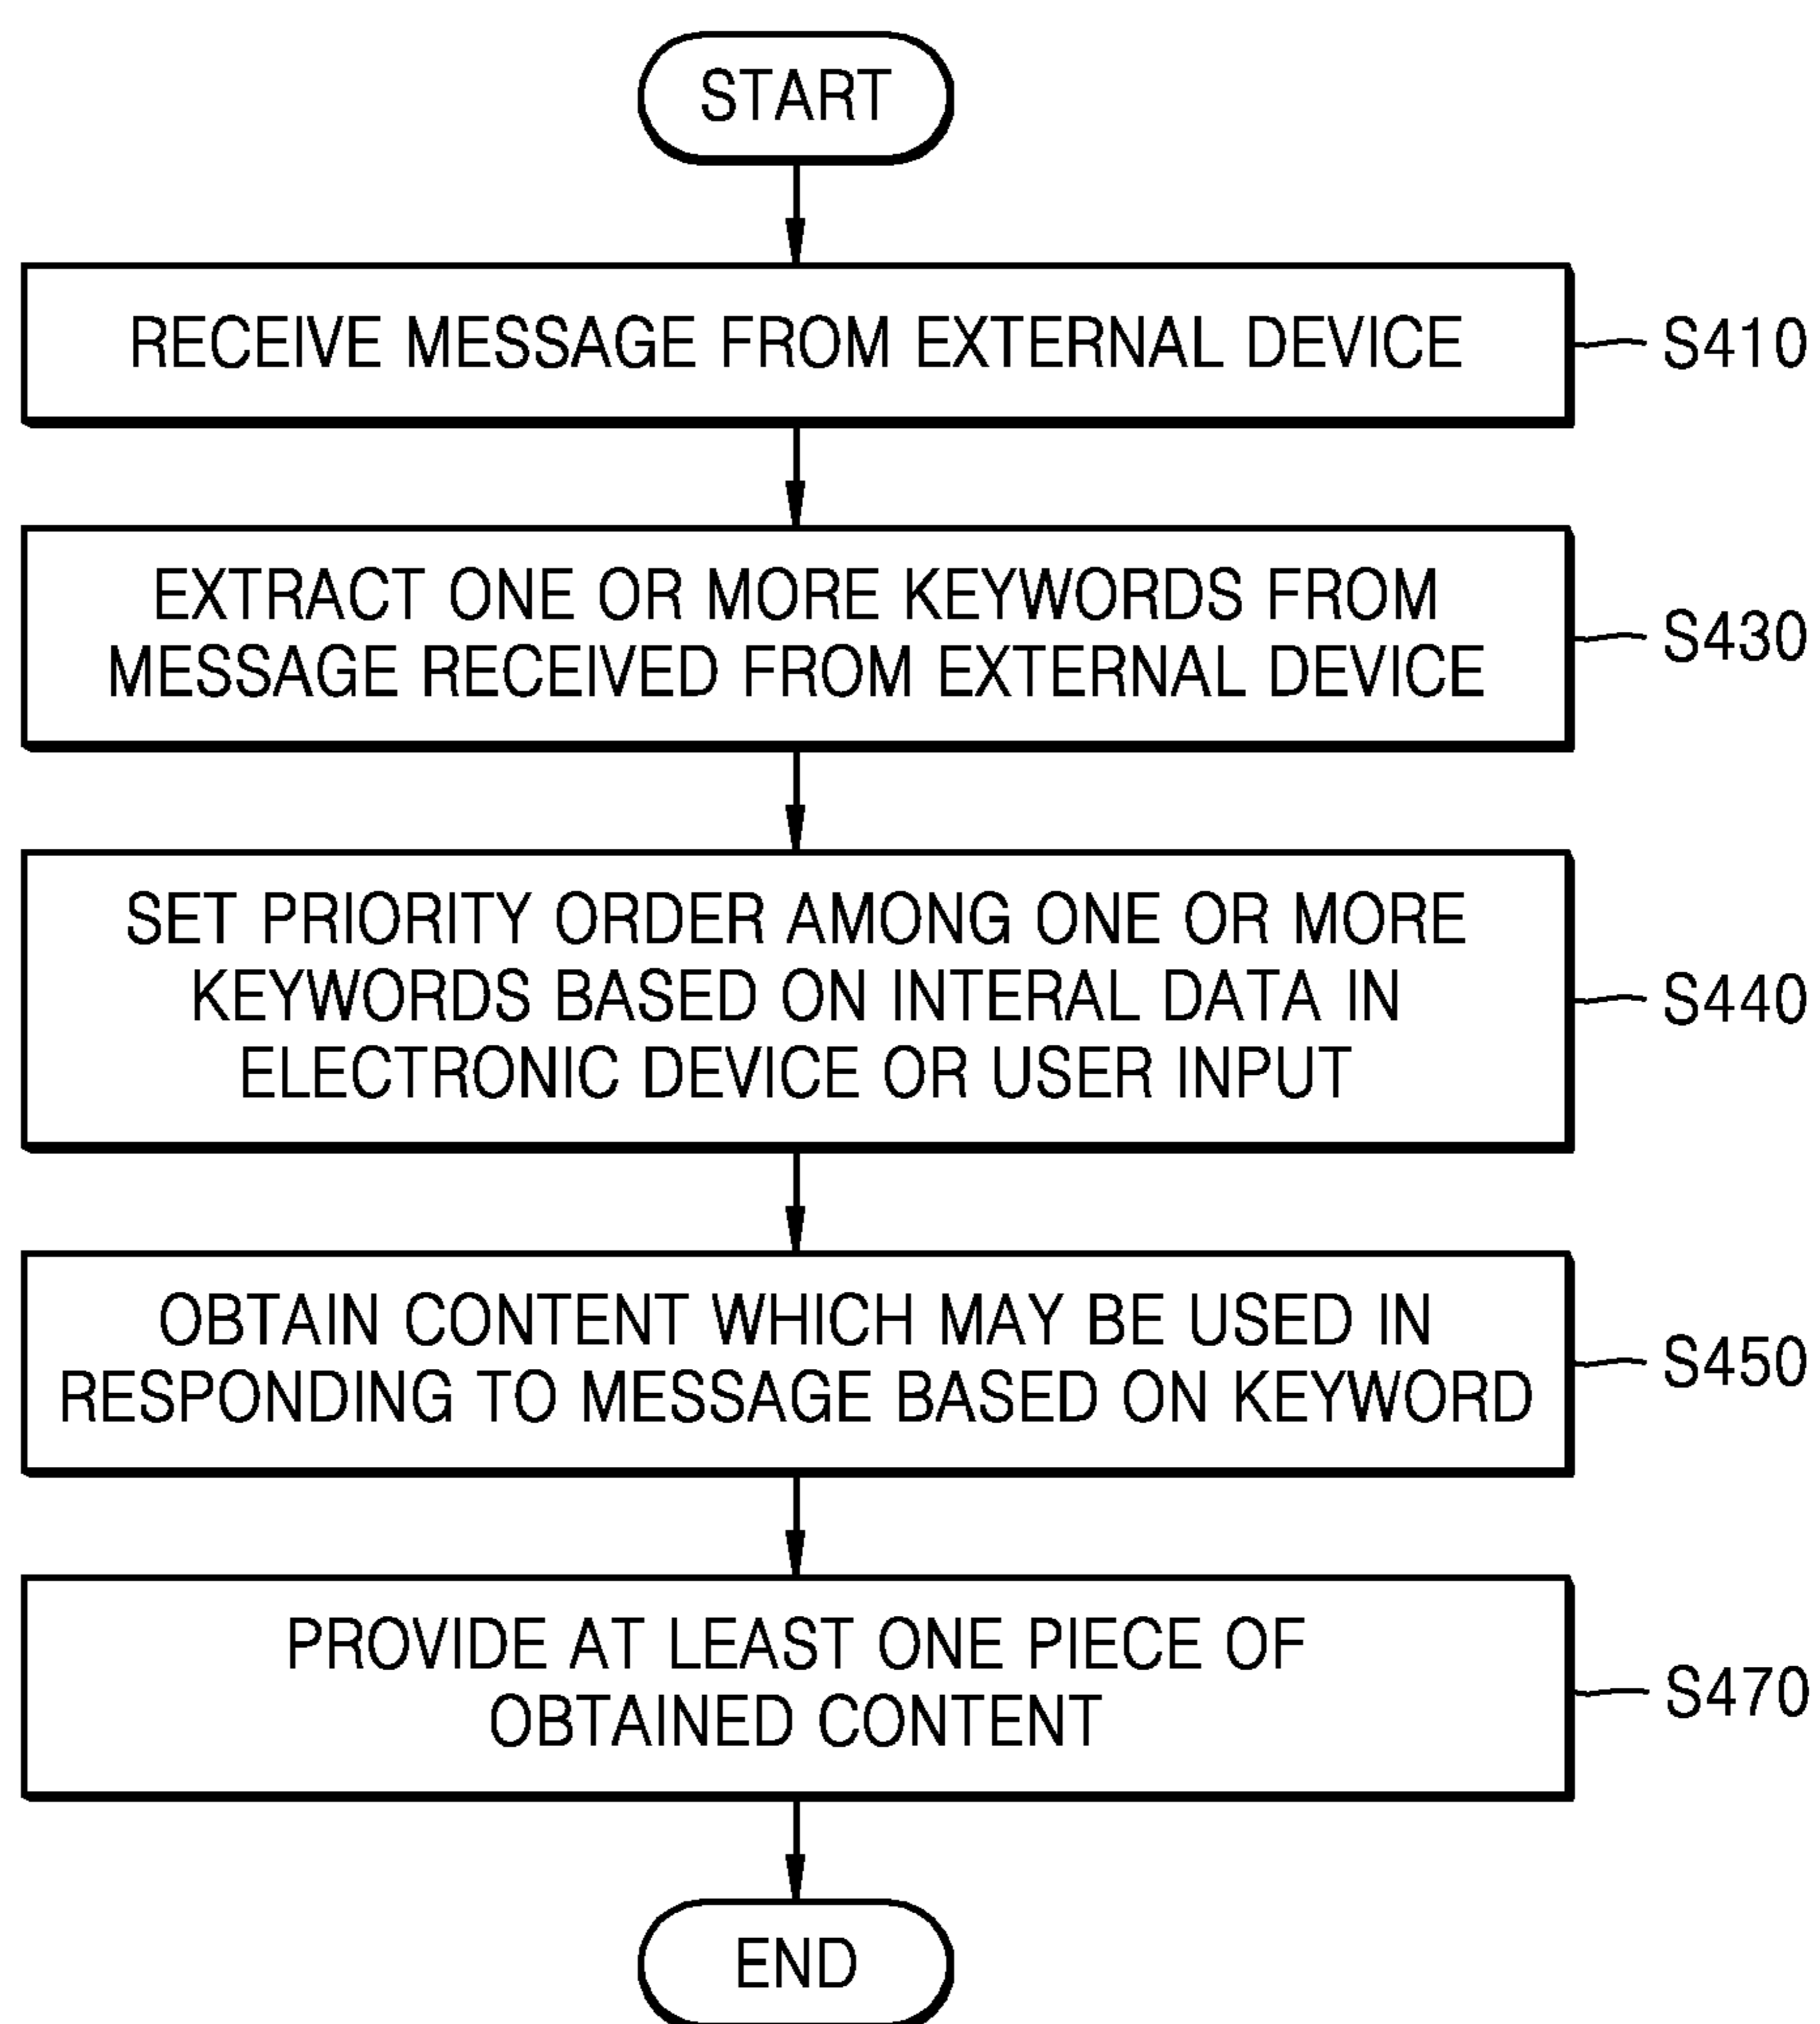 START
RECEIVE MESSAGE FROM EXTERNAL DEVICE
S410
EXTRACT ONE OR MORE KEYWORDS FROM
MESSAGE RECEIVED FROM EXTERNAL DEVICE
S430
SET PRIORITY ORDER AMONG ONE OR MORE
KEYWORDS BASED ON INTERAL DATA IN
ELECTRONIC DEVICE OR USER INPUT
S440
OBTAIN CONTENT WHICH MAY BE USED IN
RESPONDING TO MESSAGE BASED ON KEYWORD
S450
PROVIDE AT LEAST ONE PIECE OF
OBTAINED CONTENT
S470
END